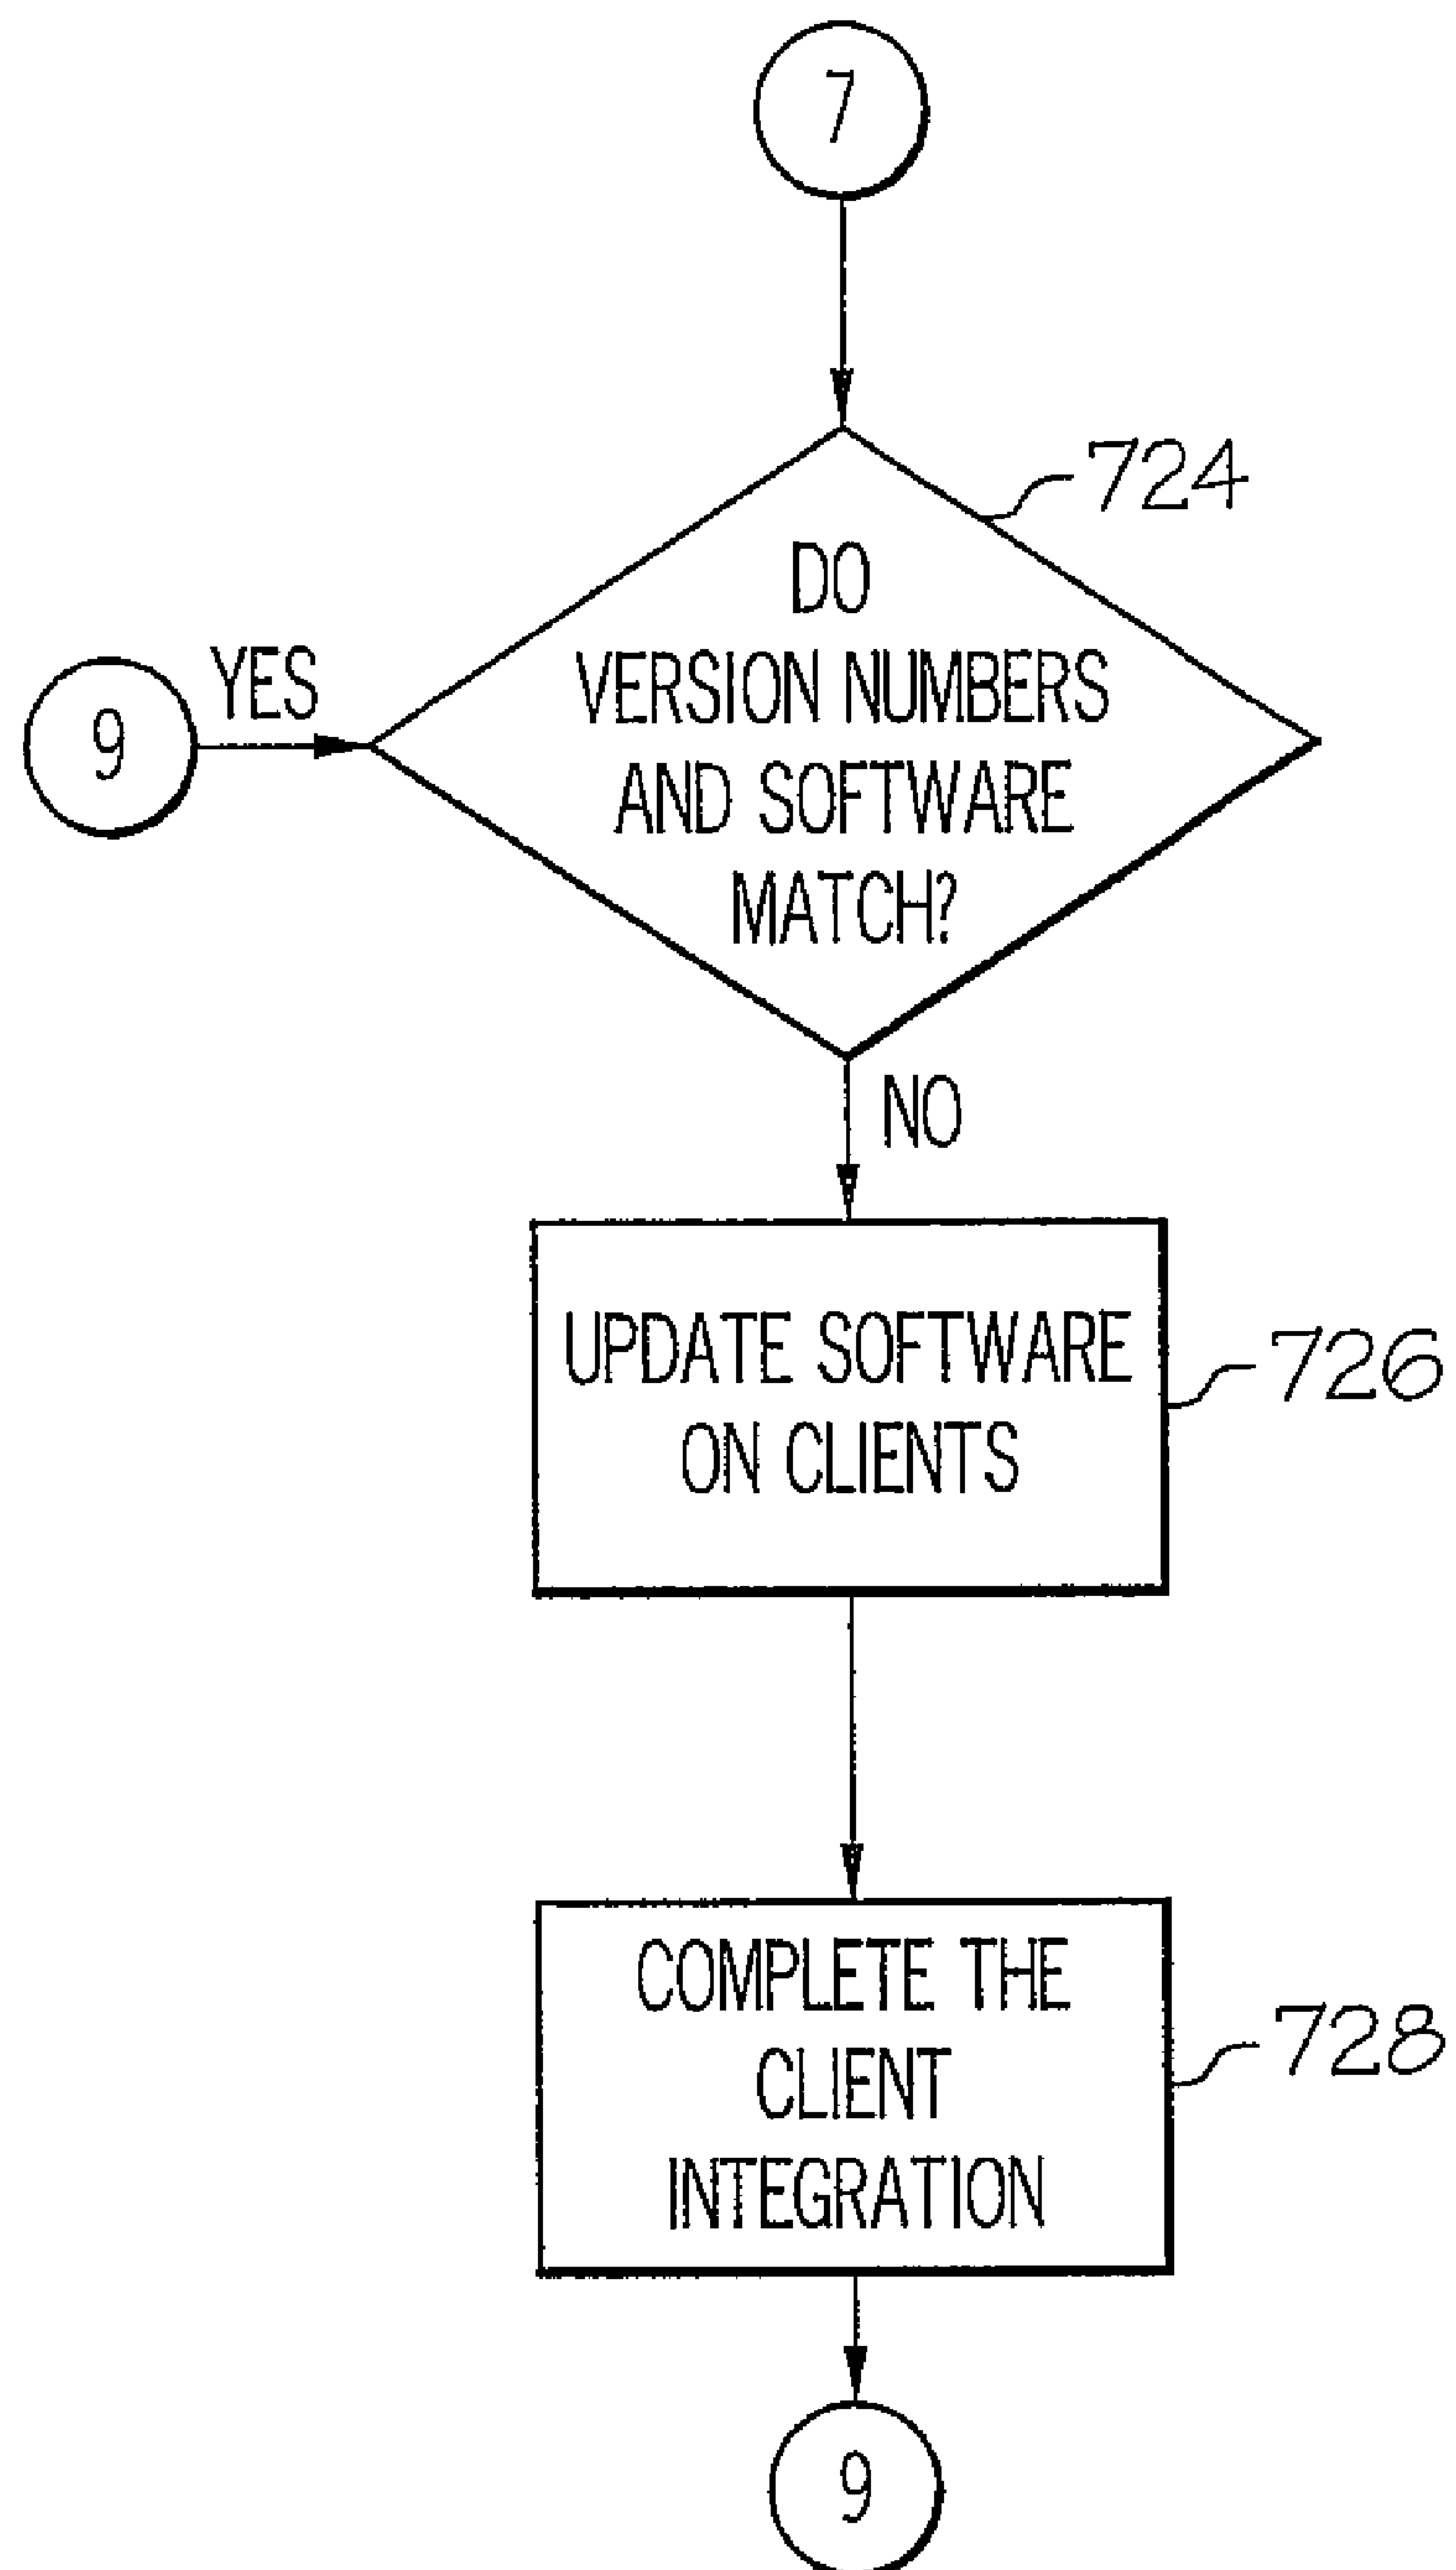 7
724
DO
VERSION NUMBERS
AND SOFTWARE
MATCH?
YES
9
NO
UPDATE SOFTWARE
ON CLIENTS
726
COMPLETE THE
CLIENT
INTEGRATION
728
9